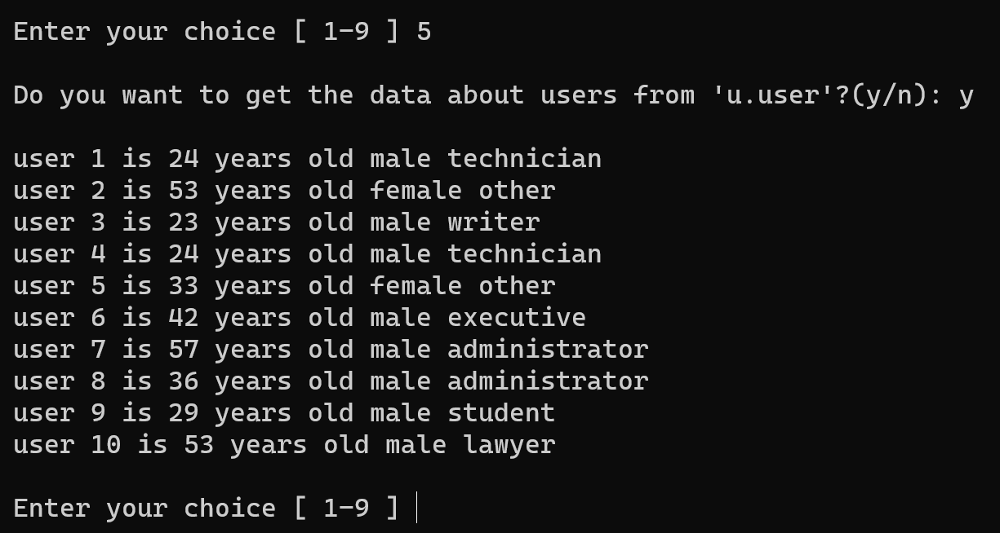 Enter your choice [ 1-9 ] 5
Do you want to get the data about users from 'u.user'?(y/n): y
user 1 is 24 years old male technician
user 2 is 53 years old female other
user 3 is 23 years old male writer
user 4 is 24 years old male technician
user 5 is 33 years old female other
user 6 is 42 years old male executive
user 7 is 57 years old male administrator
user 8 is 36 years old male administrator
user 9 is 29 years old male student
user 10 is 53 years old male lawyer
Enter your choice [ 1-9 ]